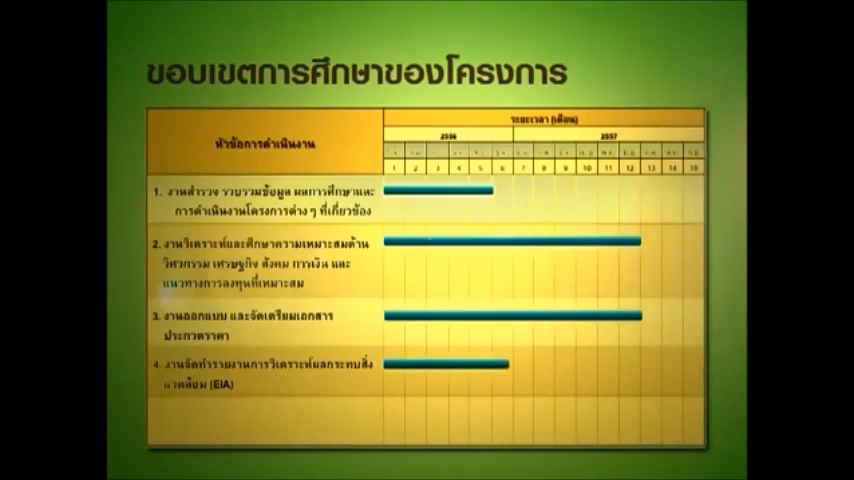 ขอบเขตการศึกษาของโครงการ
หัวข้อการดำเนินงาน
ระยะเวลา (เดือน)
2556 2557
1 2 3 4 5 6 7 8 9 10 11 12 13 14 15
1. งานสำรวจ รวบรวมข้อมูล ผลการศึกษาและ
การดำเนินงานโครงการต่าง ๆ ที่เกี่ยวข้อง
2. งานวิเคราะห์และศึกษาความเหมาะสมด้าน
วิศวกรรม เศรษฐกิจ สังคม การเงิน และ
แนวทางการลงทุนที่เหมาะสม
3. งานออกแบบ และจัดเตรียมเอกสาร
ประกวดราคา
4. งานจัดทำรายงานการวิเคราะห์ผลกระทบสิ่ง
แวดล้อม (EIA)